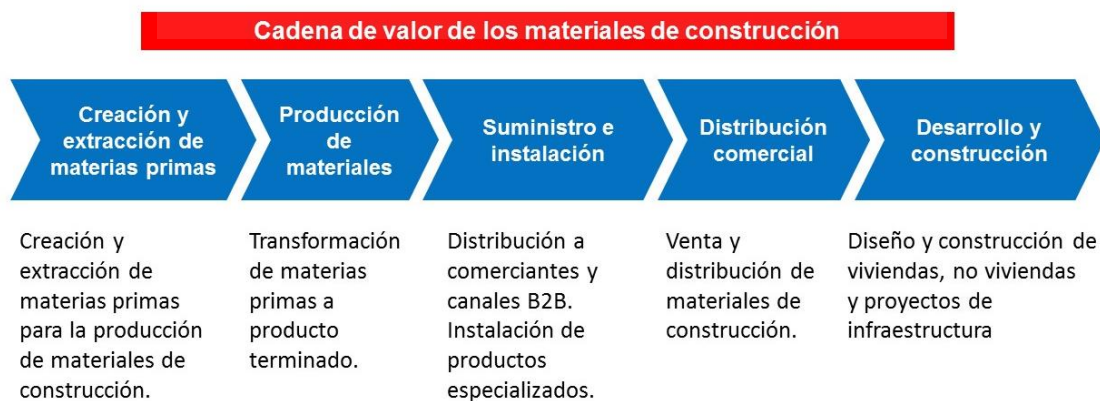 Cadena de valor de los materiales de construcción
Creación y
extracción de
materias primas
Producción
de
materiales
Suministro e
instalación
Distribución
comercial
Desarrollo y
construcción
Creación y
extracción de
materias primas
para la producción
de materiales de
construcción.
Transformación
de materias
primas a
producto
terminado.
Distribución a
comerciantes y
canales B2B.
Instalación de
productos
especializados.
Venta y
distribución de
materiales de
construcción.
Diseño y construcción de
viviendas, no viviendas
y proyectos de
infraestructura